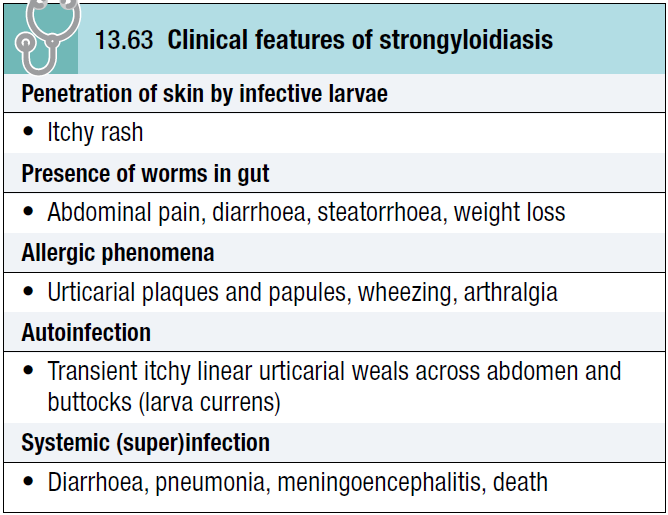 13.63 Clinical features of strongyloidiasis
Penetration of skin by infective larvae
• Itchy rash
Presence of worms in gut
• Abdominal pain, diarrhoea, steatorrhoea, weight loss
Allergic phenomena
• Urticarial plaques and papules, wheezing, arthralgia
Autoinfection
• Transient itchy linear urticarial weals across abdomen and
buttocks (larva currens)
Systemic (super)infection
• Diarrhoea, pneumonia, meningoencephalitis, death